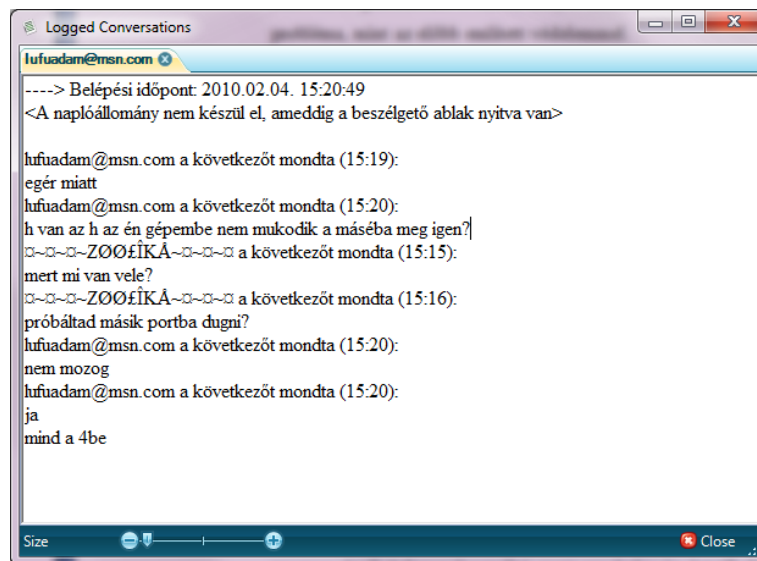 Logged Conversations
lufuadam@msn.com
----> Belépési időpont: 2010.02.04. 15:20:49
<A naplóállomány nem készül el, ameddig a beszélgető ablak nyitva van>
lufuadam@msn.com a következőt mondta (15:19):
egér miatt
lufuadam@msn.com a következőt mondta (15:20):
h van az h az én gépembe nem mukodik a máséba meg igen?
¤~¤~¤~ZØØ£ÎKÅ~¤~¤~¤ a következőt mondta (15:15):
mert mi van vele?
¤~¤~¤~ZØØ£ÎKÅ~¤~¤~¤ a következőt mondta (15:16):
próbáltad másik portba dugni?
lufuadam@msn.com a következőt mondta (15:20):
nem mozog
lufuadam@msn.com a következőt mondta (15:20):
ja
mind a 4be
Size
Close